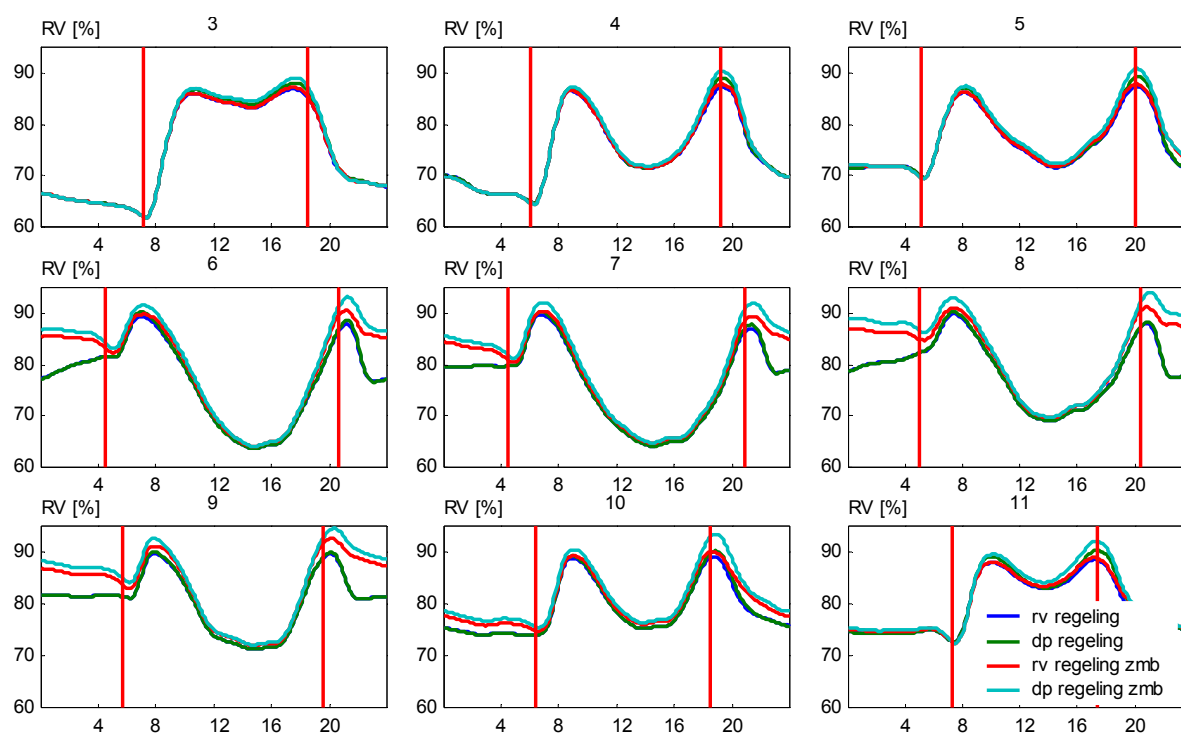 RV [%] 3 RV [%] 4 RV [%] 5
90 90 90
80 80 80
70 70 70
60 60 60
4 8 12 16 20 4 8 12 16 20 4 8 12 16 20
RV [%] 6 RV [%] 7 RV [%] 8
90 90 90
80 80 80
70 70 70
60 60 60
4 8 12 16 20 4 8 12 16 20 4 8 12 16 20
RV [%] 9 RV [%] 10 RV [%] 11
90 90 90
80 80 80
70 70 70
60 60 60
4 8 12 16 20 4 8 12 16 20 4 8 12 16 20
rv regeling
dp regeling
rv regeling zmb
dp regeling zmb